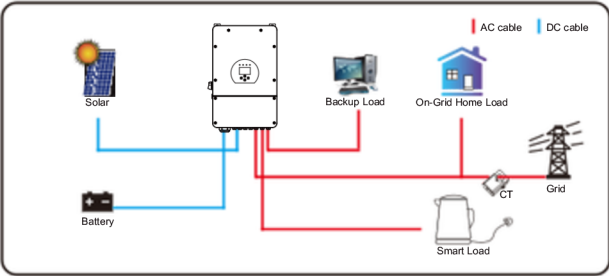 AC cable
DC cable
Solar
Backup Load
On-Grid Home Load
Battery
CT
Grid
Smart Load